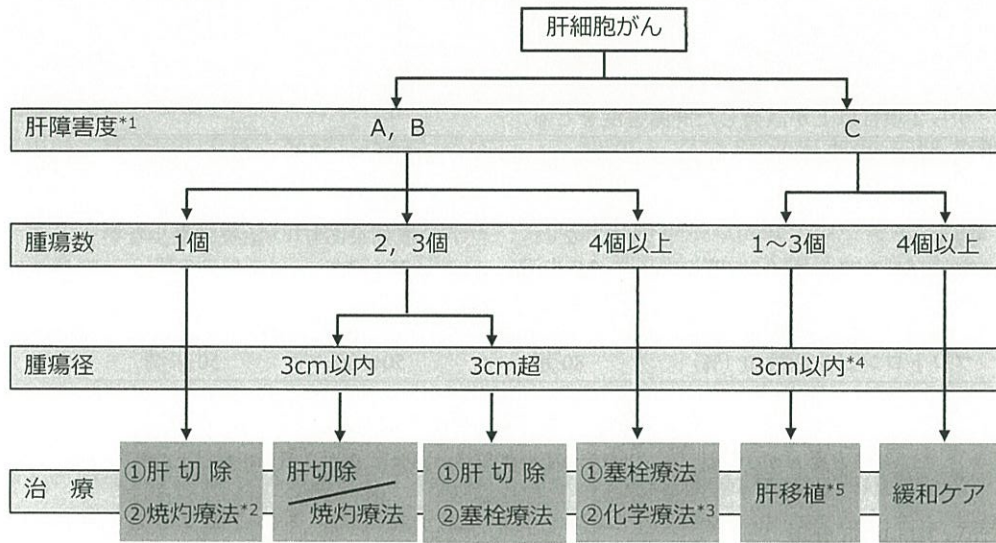 肝細胞がん
肝障害度*1 A, B C
腫瘍数 1個 2, 3個 4個以上 1～3個 4個以上
腫瘍径 3cm以内 3cm超 3cm以内*4
治 療
①肝 切 除
②焼灼療法*2
肝切除
焼灼療法
①肝 切 除
②塞栓療法
①塞栓療法
②化学療法*3
肝移植*5
緩和ケア